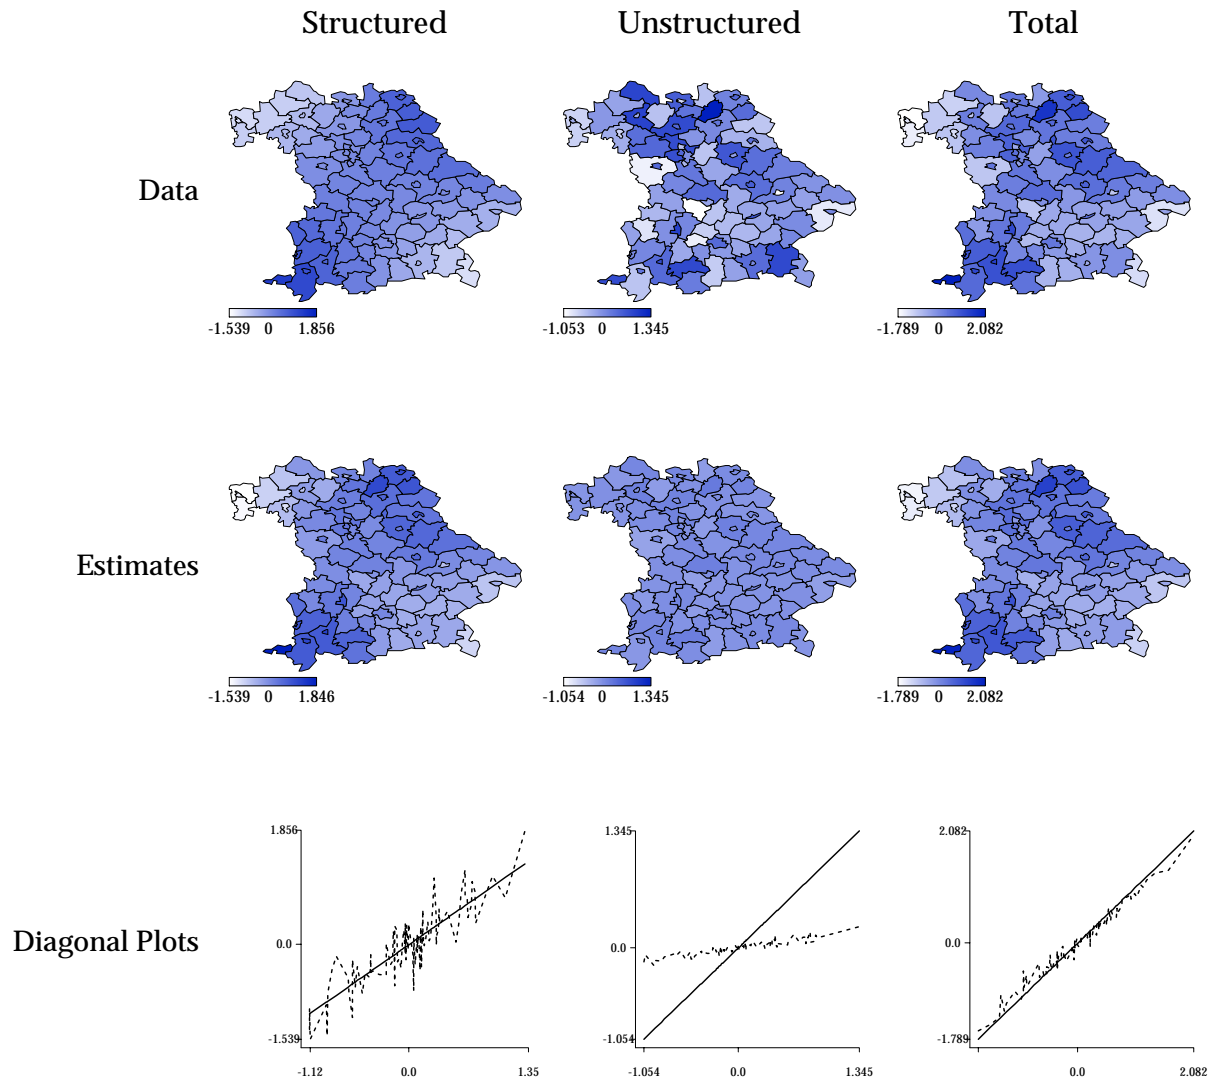 Structured Unstructured Total
Data
-1.539 0 1.856 -1.053 0 1.345 -1.789 0 2.082
Estimates
-1.539 0 1.846 -1.054 0 1.345 -1.789 0 2.082
Diagonal Plots
1.856
0.0
-1.539
-1.12 0.0 1.35
1.345
0.0
-1.054
-1.054 0.0 1.345
2.082
0.0
-1.789
-1.789 0.0 2.082